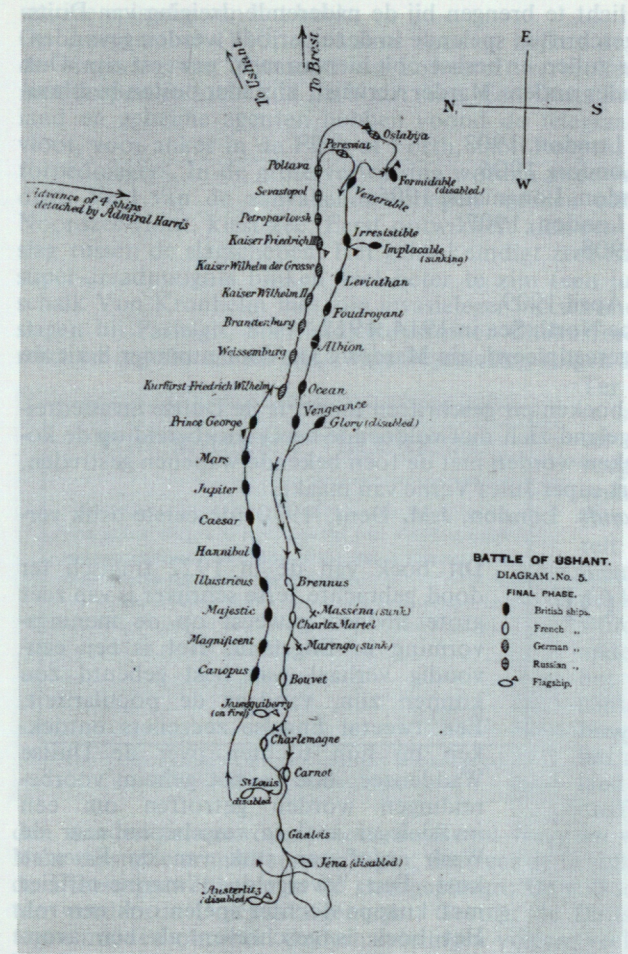 To Ushant
To Brest
E
N
S
W
Advance of 4 ships
detached by Admiral Harris
Oslabija
Peresviat
Formidable
(disabled)
Poltava
Venerable
Sevastopol
Petropavlovsk
Irresistible
Kaiser Friedrich III
Implacable
(sinking)
Kaiser Wilhelm der Grosse
Leviathan
Kaiser Wilhelm II
Foudroyant
Brandenburg
Albion
Weissemburg
Kurfürst Friedrich Wilhelm
Ocean
Vengeance
Prince George
Glory (disabled)
Mars
Jupiter
Caesar
Hannibal
Illustricus
Brennus
Majestic
Masséna (sunk)
Charles Martel
Magnificent
Marengo (sunk)
Canopus
Bouvet
Jaureguiberry
(on fire)
Charlemagne
Carnot
St Louis
disabled
Gaulois
Jéna (disabled)
Austerlitz
(disabled)
BATTLE OF USHANT.
DIAGRAM. No. 5.
FINAL PHASE.
British ships.
French „
German „
Russian „
Flagship.